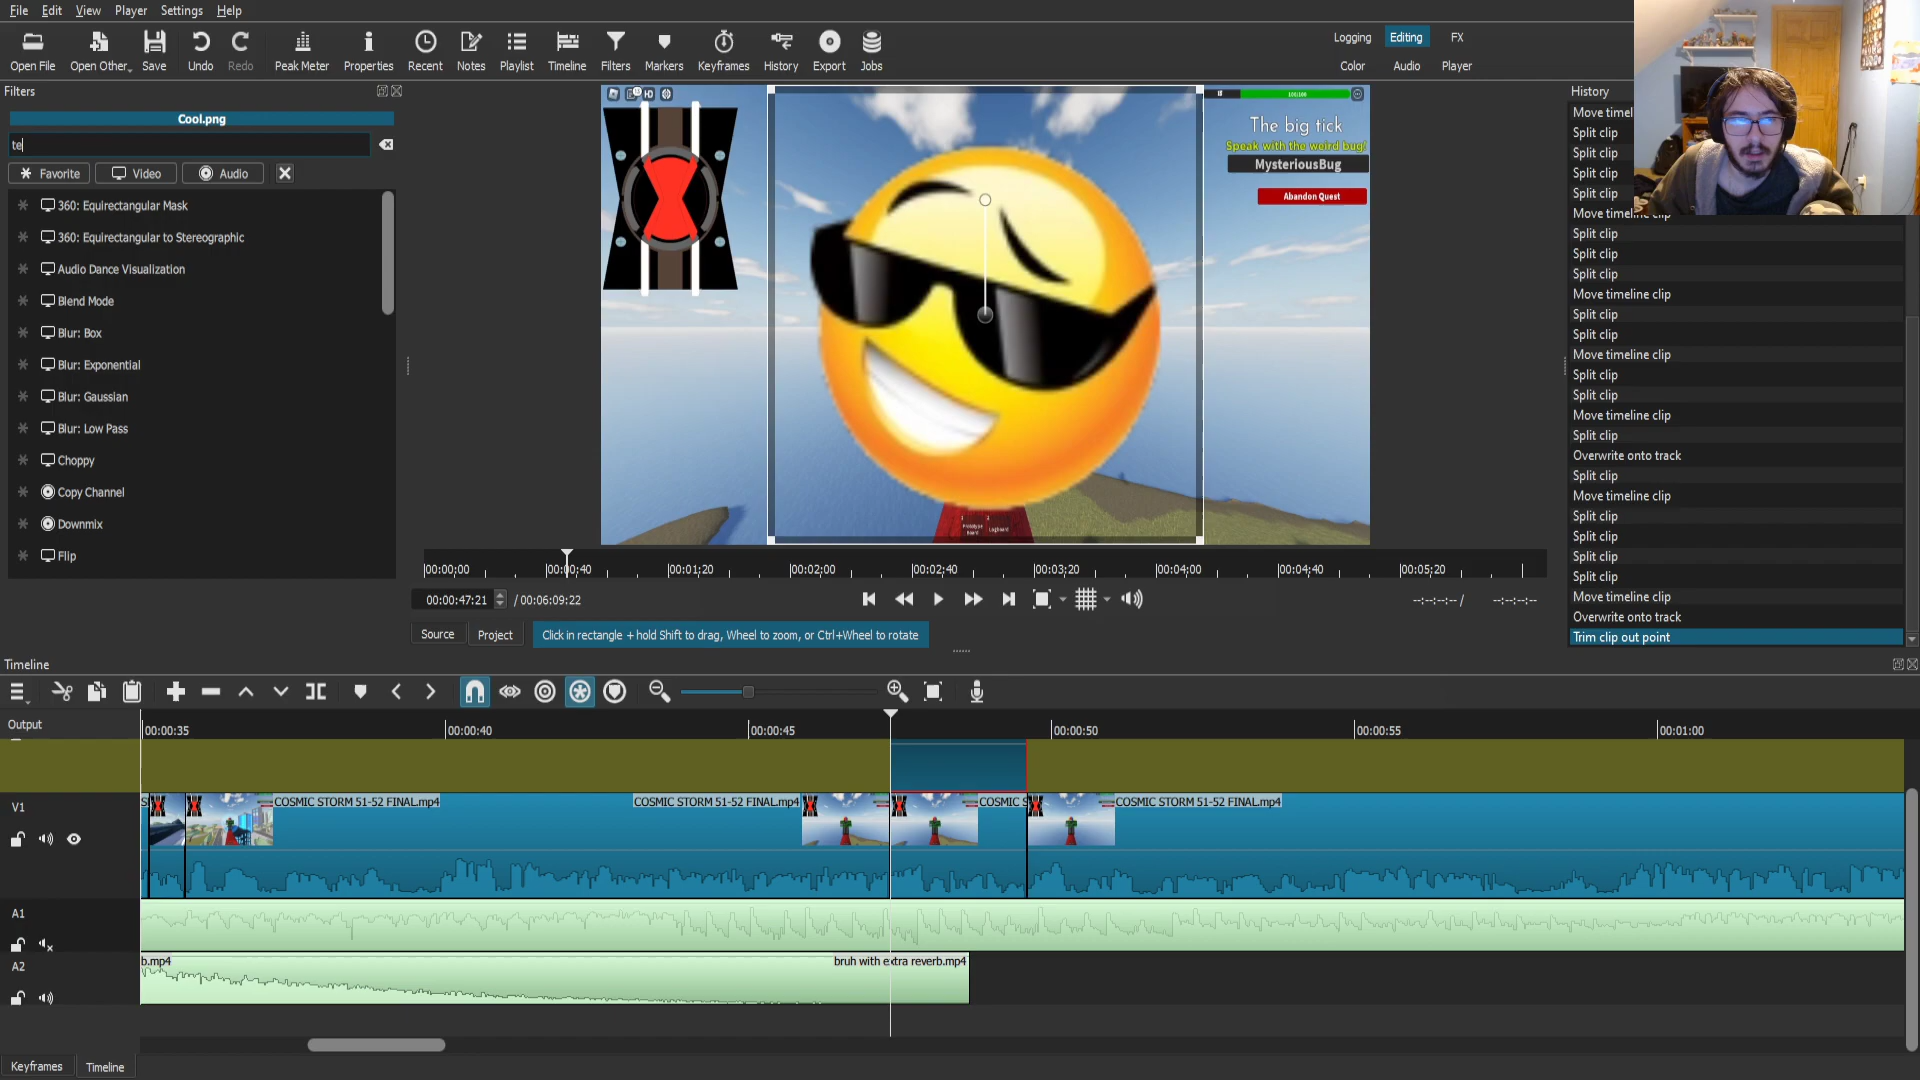 File Edit View Player Settings Help
Open File Open Other... Save Undo Redo Peak Meter Properties Recent Notes Playlist Timeline Filters Markers Keyframes History Export Jobs
Logging Editing FX
Color Audio Player
Filters
Cool.png
te
Favorite Video Audio
360: Equirectangular Mask
360: Equirectangular to Stereographic
Audio Dance Visualization
Blend Mode
Blur: Box
Blur: Exponential
Blur: Gaussian
Blur: Low Pass
Choppy
Copy Channel
Downmix
Flip
HD
100/100
The big tick
Speak with the weird bug!
MysteriousBug
Abandon Quest
Prototype Board
Logboard
00:00:00 00:00:40 00:01:20 00:02:00 00:02:40 00:03:20 00:04:00 00:04:40 00:05:20
00:00:47:21 / 00:06:09:22
--:--:--:-- / --:--:--:--
Source Project Click in rectangle + hold Shift to drag, Wheel to zoom, or Ctrl+Wheel to rotate
History
Move timeline
Split clip
Split clip
Split clip
Split clip
Move timeline clip
Split clip
Split clip
Split clip
Move timeline clip
Split clip
Split clip
Move timeline clip
Split clip
Split clip
Move timeline clip
Split clip
Overwrite onto track
Split clip
Move timeline clip
Split clip
Split clip
Split clip
Split clip
Move timeline clip
Overwrite onto track
Trim clip out point
Timeline
Output
00:00:35 00:00:40 00:00:45 00:00:50 00:00:55 00:01:00
V1
COSMIC STORM 51-52 FINAL.mp4 COSMIC STORM 51-52 FINAL.mp4 COSMIC S COSMIC STORM 51-52 FINAL.mp4
A1
A2
b.mp4 bruh with extra reverb.mp4
Keyframes Timeline